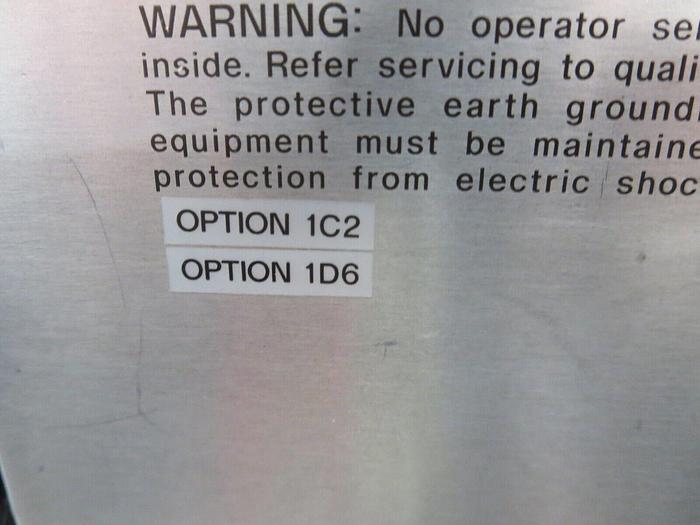 WARNING: No operator
inside. Refer servicing to
The protective earth
equipment must be
protection from electric
OPTION 1C2
OPTION 1D6